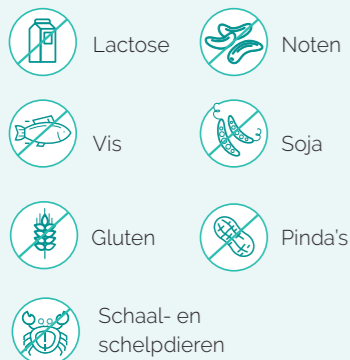 Lactose
Noten
Vis
Soja
Gluten
Pinda's
Schaal- en
schelpdieren